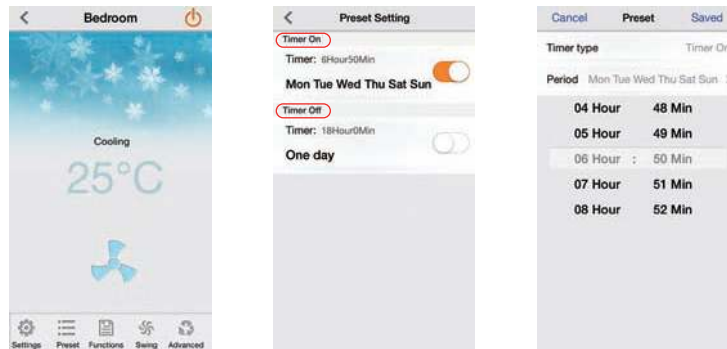 Bedroom
Cooling
25°C
Settings Preset Functions Swing Advanced
Preset Setting
Timer On
Timer: 6Hour50Min
Mon Tue Wed Thu Sat Sun
Timer Off
Timer: 18Hour0Min
One day
Cancel Preset Saved
Timer type Timer On
Period Mon Tue Wed Thu Sat Sun
04 Hour 48 Min
05 Hour 49 Min
06 Hour : 50 Min
07 Hour 51 Min
08 Hour 52 Min